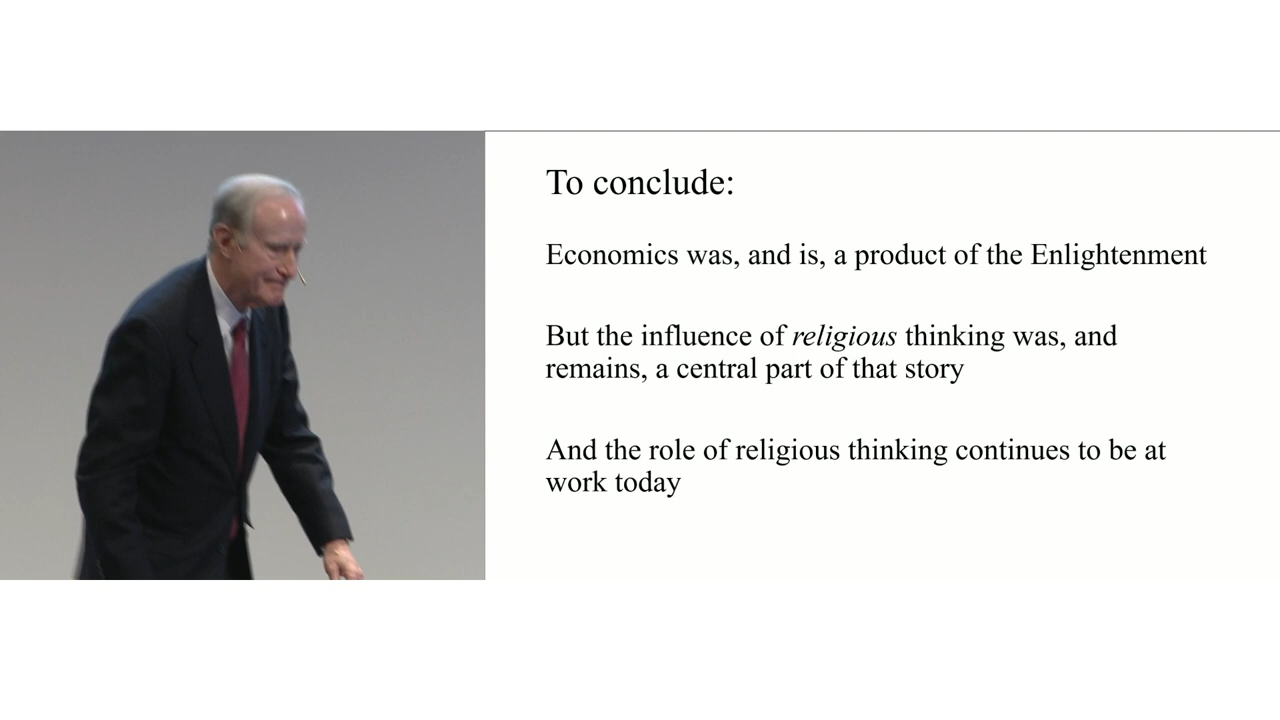 To conclude:
Economics was, and is, a product of the Enlightenment
But the influence of religious thinking was, and
remains, a central part of that story
And the role of religious thinking continues to be at
work today